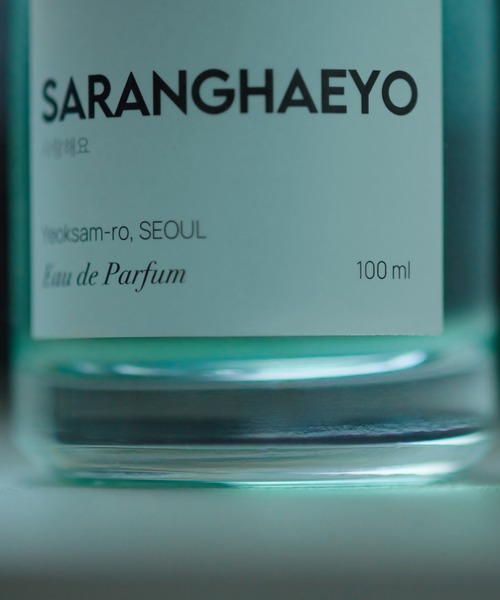 SARANGHAEYO
사랑해요
Yeoksam-ro, SEOUL
Eau de Parfum
100 ml